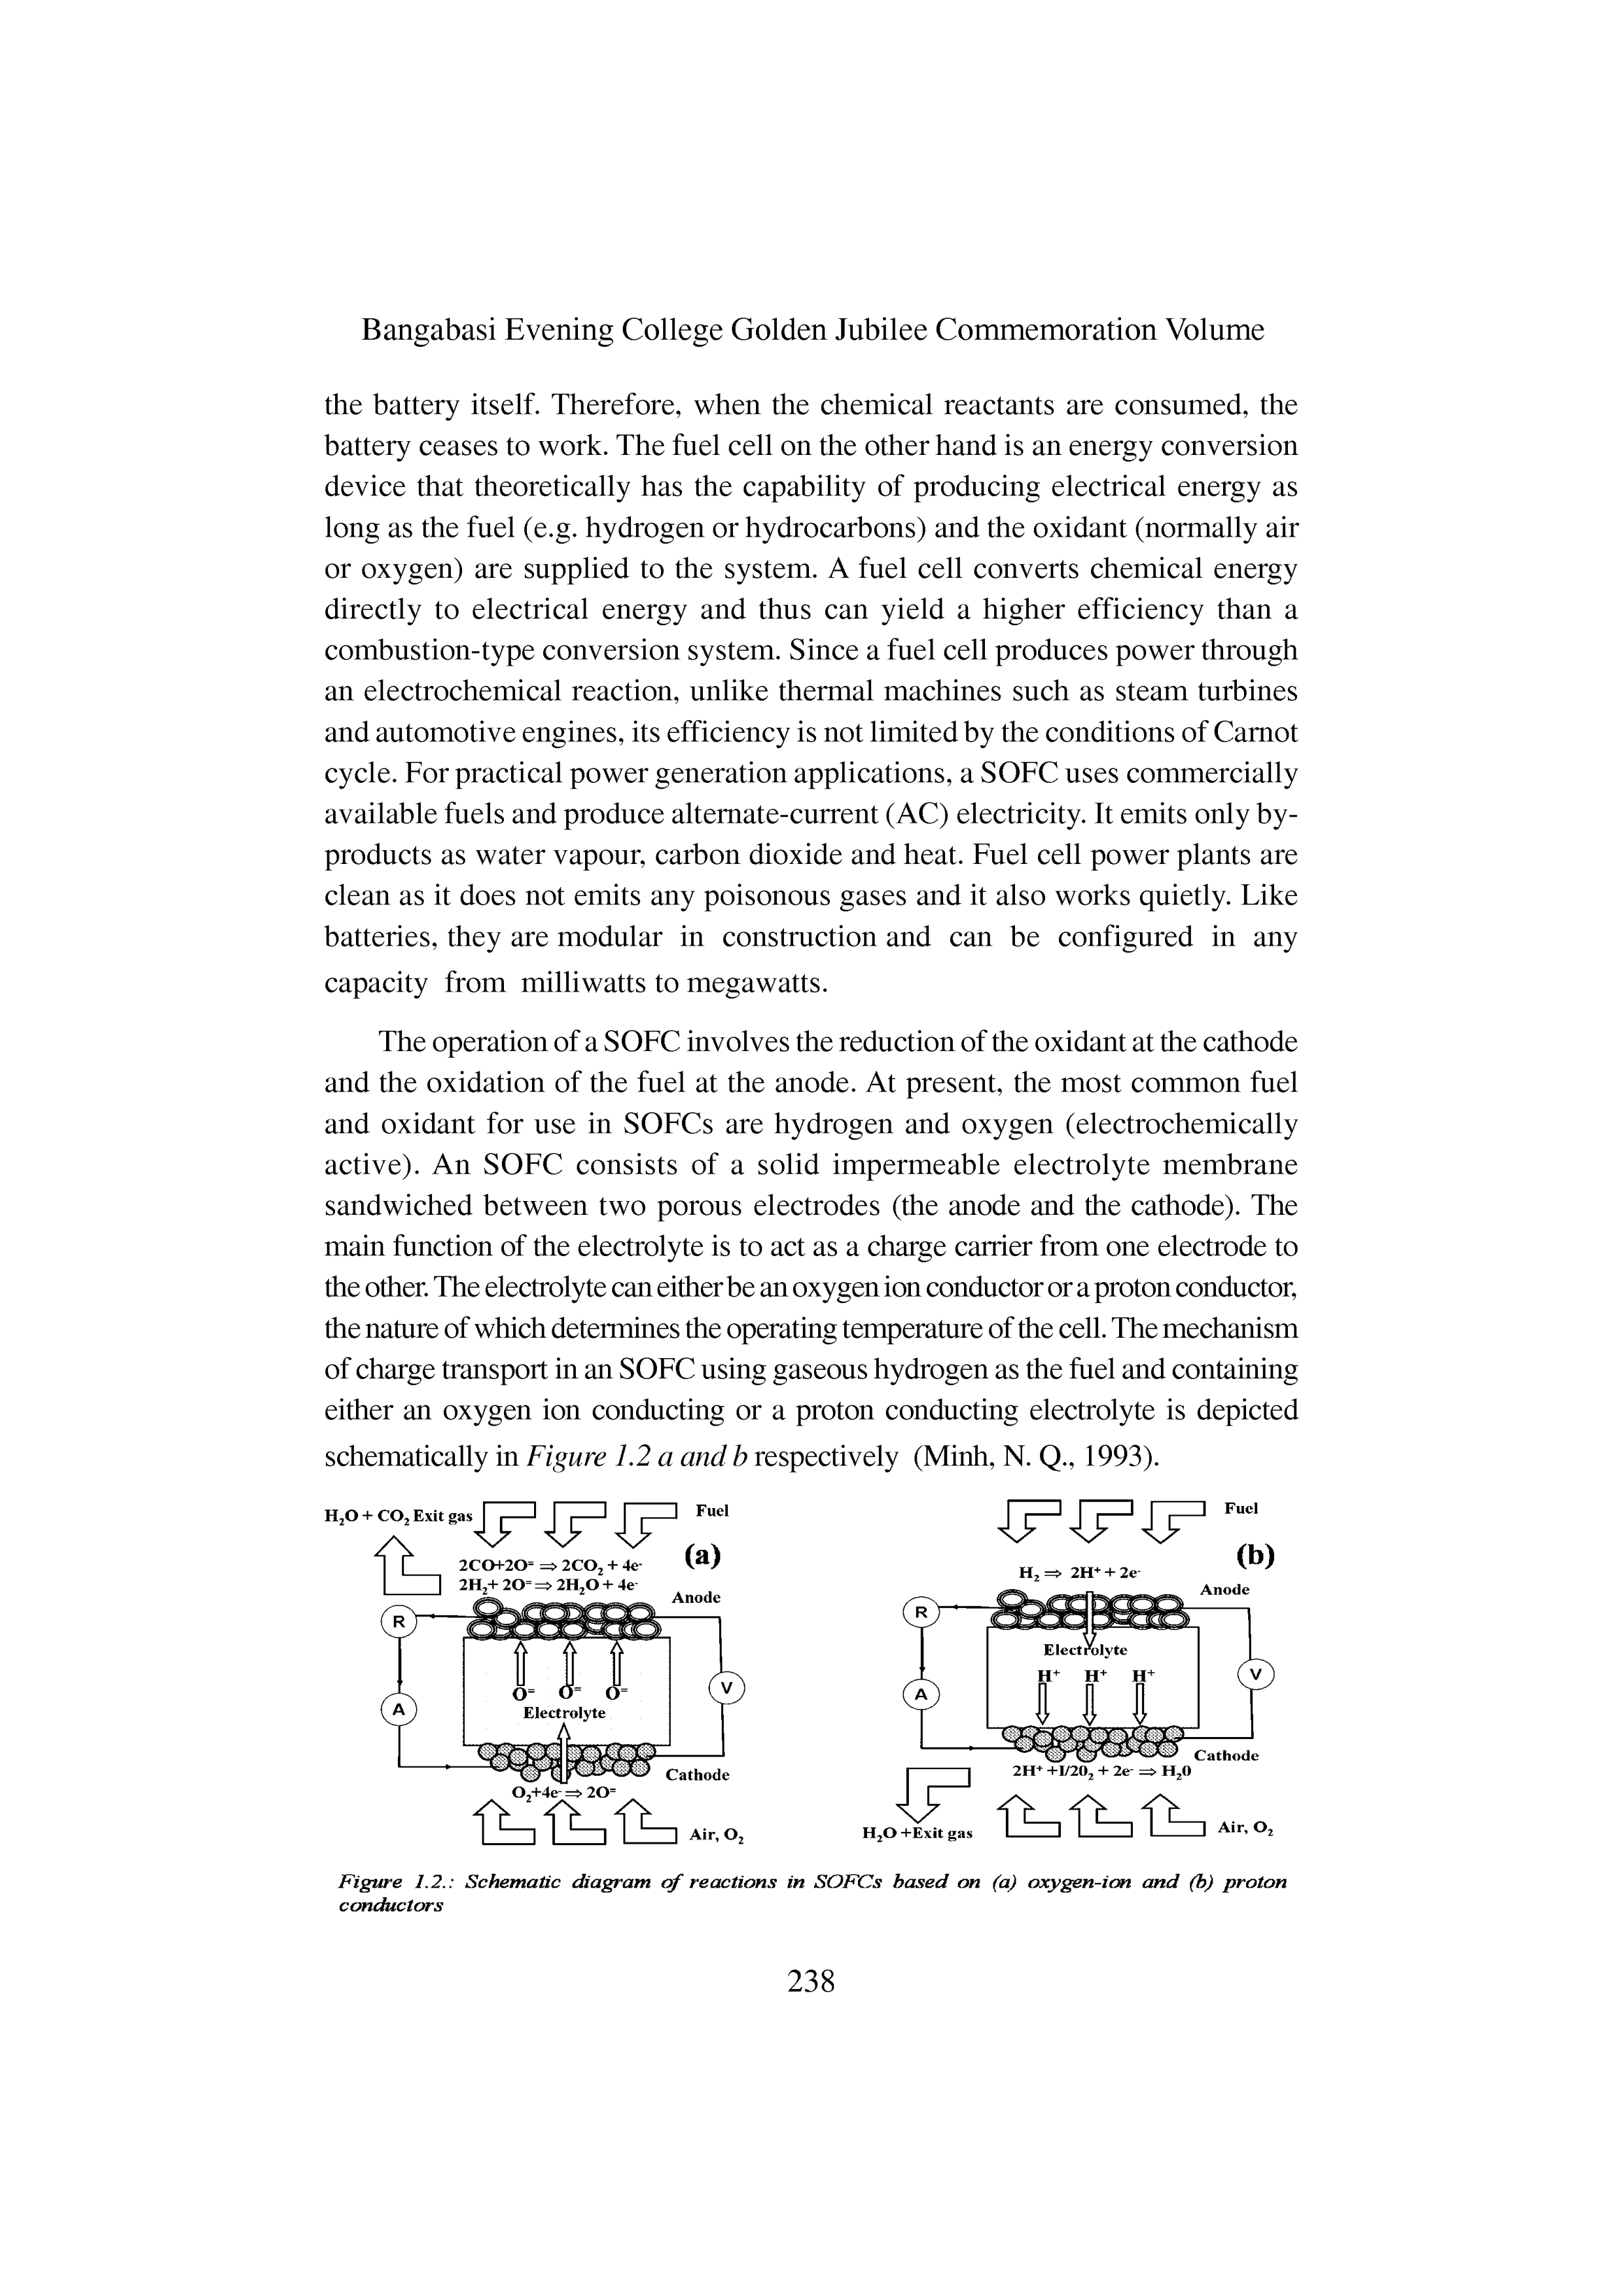 Bangabasi Evening College Golden Jubilee Commemoration Volume
the battery itself. Therefore, when the chemical reactants are consumed, the
battery ceases to work. The fuel cell on the other hand is an energy conversion
device that theoretically has the capability of producing electrical energy as
long as the fuel (e.g. hydrogen or hydrocarbons) and the oxidant (normally air
or oxygen) are supplied to the system. A fuel cell converts chemical energy
directly to electrical energy and thus can yield a higher efficiency than a
combustion-type conversion system. Since a fuel cell produces power through
an electrochemical reaction, unlike thermal machines such as steam turbines
and automotive engines, its efficiency is not limited by the conditions of Carnot
cycle. For practical power generation applications, a SOFC uses commercially
available fuels and produce alternate-current (AC) electricity. It emits only by-
products as water vapour, carbon dioxide and heat. Fuel cell power plants are
clean as it does not emits any poisonous gases and it also works quietly. Like
batteries, they are modular in construction and can be configured in any
capacity from milliwatts to megawatts.
The operation of a SOFC involves the reduction of the oxidant at the cathode
and the oxidation of the fuel at the anode. At present, the most common fuel
and oxidant for use in SOFCs are hydrogen and oxygen (electrochemically
active). An SOFC consists of a solid impermeable electrolyte membrane
sandwiched between two porous electrodes (the anode and the cathode). The
main function of the electrolyte is to act as a charge carrier from one electrode to
the other. The electrolyte can either be an oxygen ion conductor or a proton conductor,
the nature of which determines the operating temperature of the cell. The mechanism
of charge transport in an SOFC using gaseous hydrogen as the fuel and containing
either an oxygen ion conducting or a proton conducting electrolyte is depicted
schematically in Figure 1.2 a and b respectively (Minh, N. Q., 1993).
H₂O + CO₂ Exit gas
Fuel
(a)
2CO+2O⁼ ⇒ 2CO₂ + 4e⁻
2H₂+ 2O⁼ ⇒ 2H₂O + 4e⁻
Anode
R
A
V
O⁼ O⁼ O⁼
Electrolyte
Cathode
O₂+4e⁻ ⇒ 2O⁼
Air, O₂
Fuel
(b)
H₂ ⇒ 2H⁺ + 2e⁻
Anode
R
Electrolyte
H⁺ H⁺ H⁺
V
A
Cathode
2H⁺ +1/20₂ + 2e⁻ ⇒ H₂0
H₂O +Exit gas
Air, O₂
Figure 1.2.: Schematic diagram of reactions in SOFCs based on (a) oxygen-ion and (b) proton
conductors
238